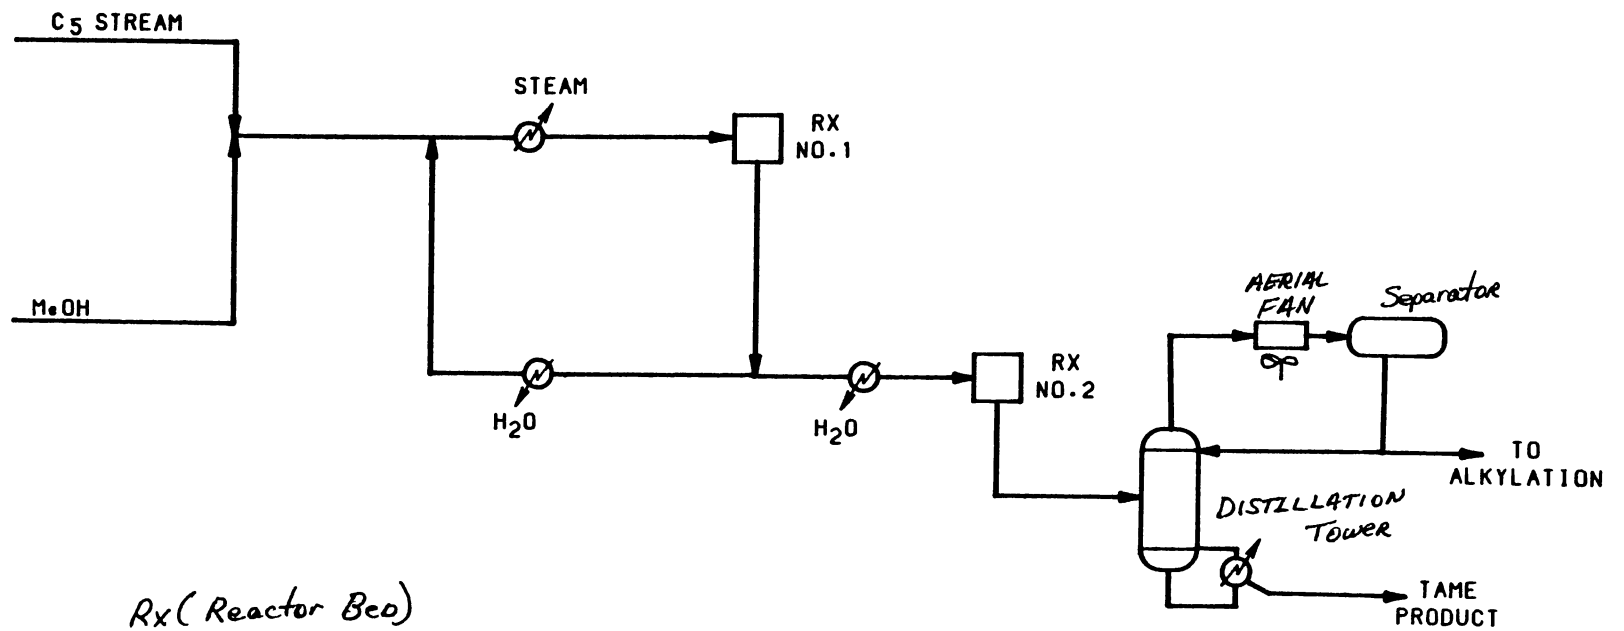 C5 STREAM
STEAM
RX
NO.1
MeOH
AERIAL
FAN
Separator
RX
NO.2
H2O
H2O
TO
ALKYLATION
DISTILLATION
TOWER
TAME
PRODUCT
Rx (Reactor Bed)